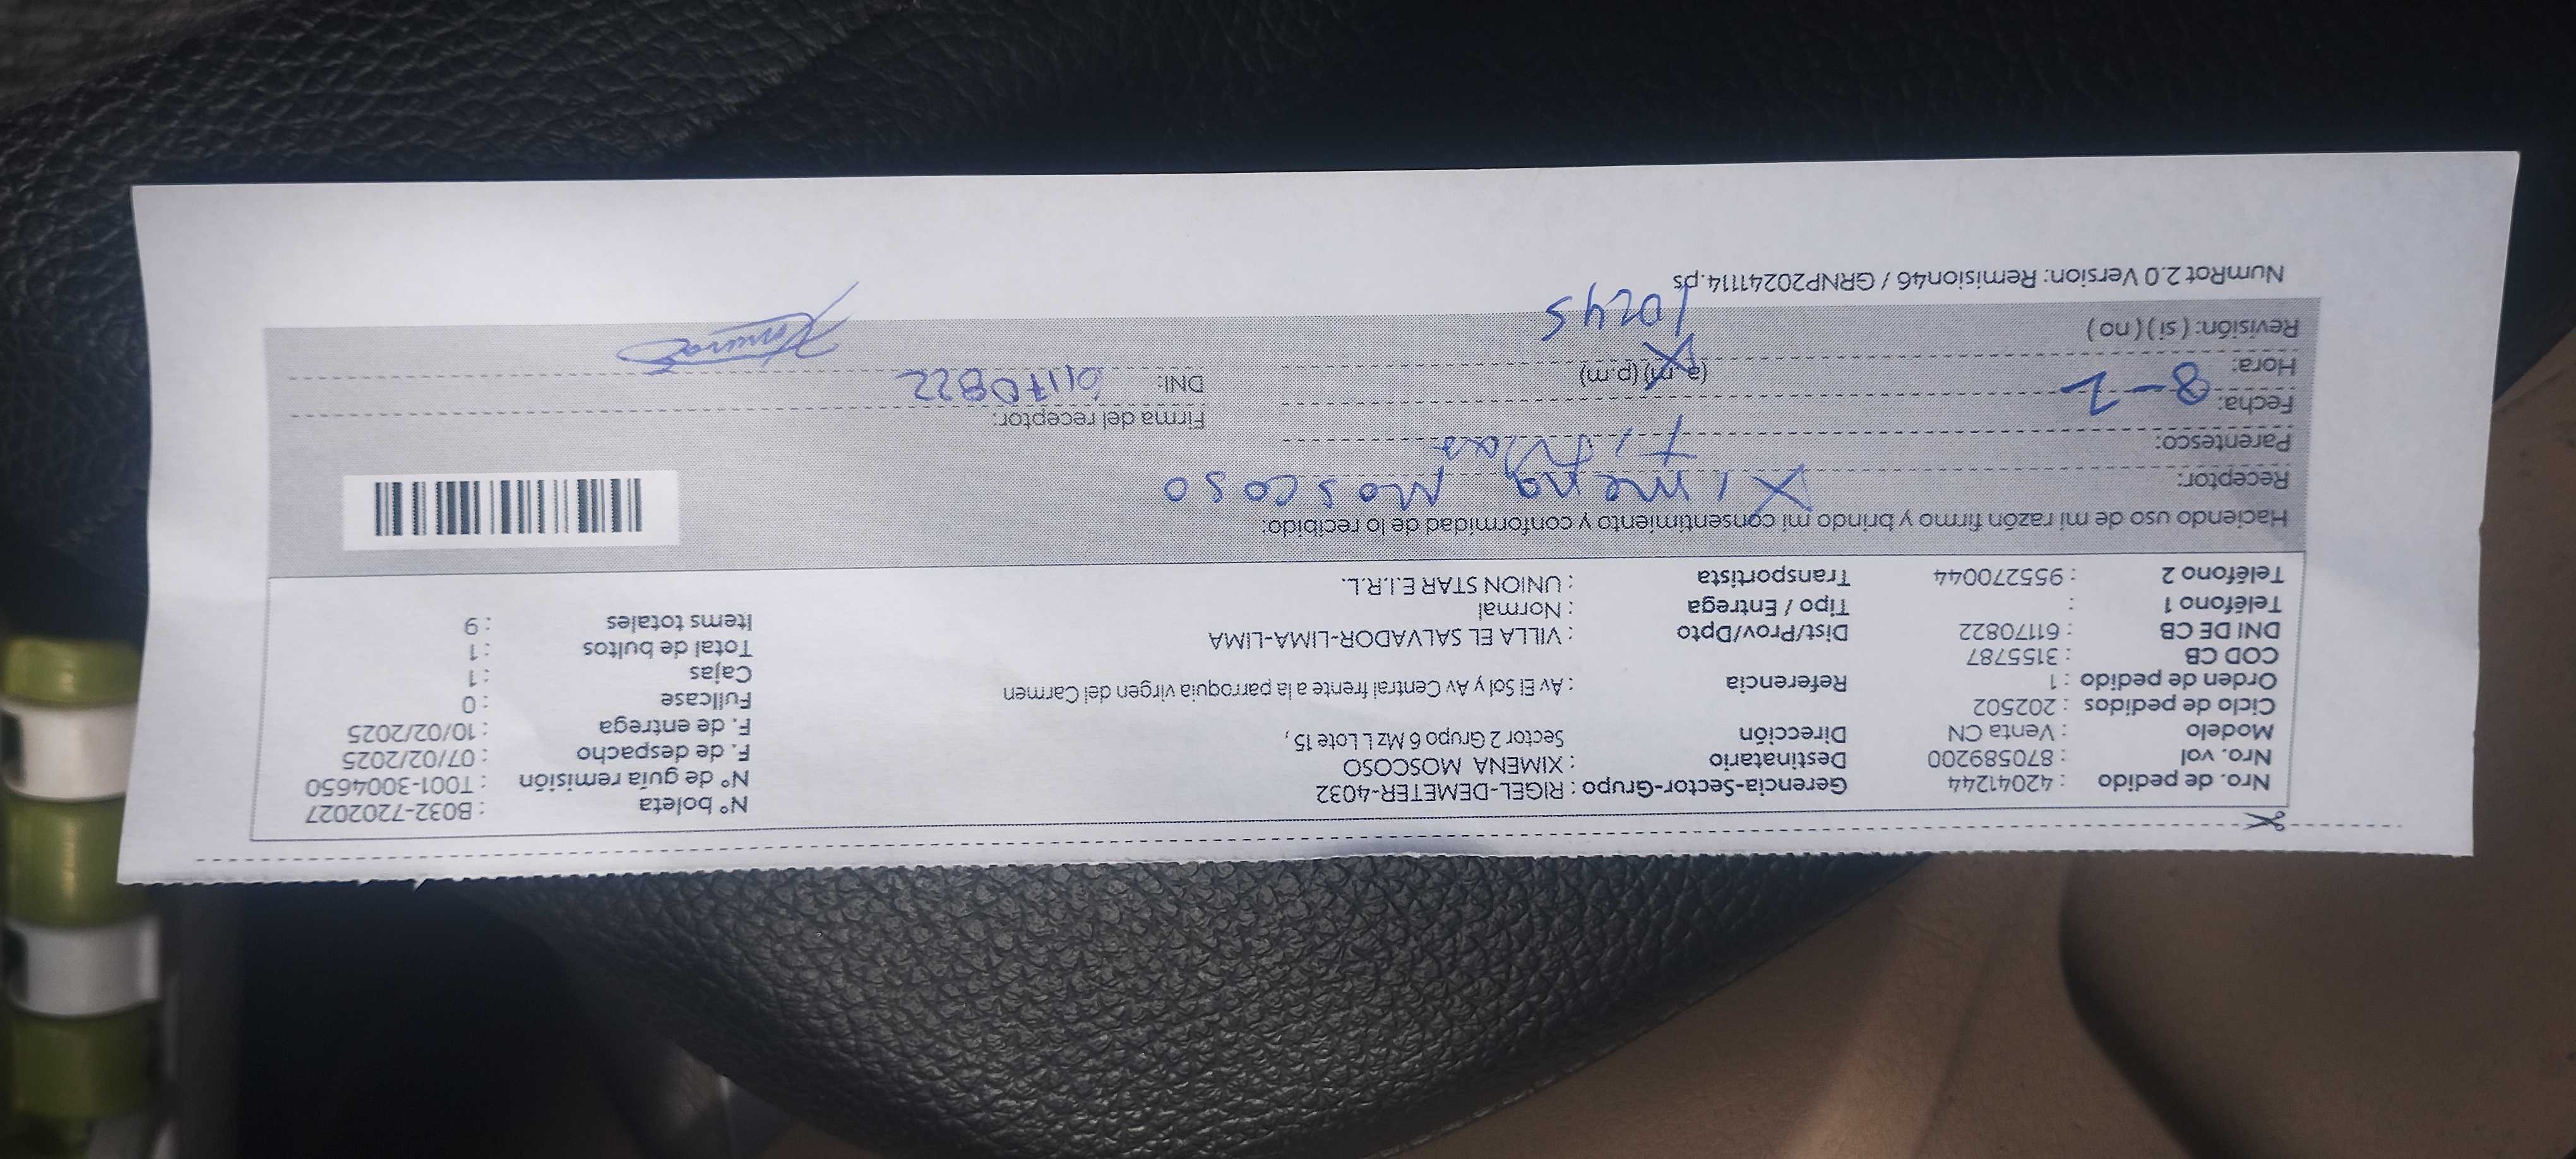 Nro. de pedido : 42041244 Gerencia-Sector-Grupo : RIGEL-DEMETER-4032 N° boleta : B032-7202027
Nro. vol : 870589200 Destinatario : XIMENA MOSCOSO N° de guía remisión : T001-3004650
Modelo : Venta CN Dirección Sector 2 Grupo 6 Mz L Lote 15 , F. de despacho : 07/02/2025
Ciclo de pedidos : 202502 F. de entrega : 10/02/2025
Orden de pedido : 1 Referencia : Av El Sol y Av Central frente a la parroquia virgen del Carmen Fullcase : 0
COD CB : 3155787 Cajas : 1
DNI DE CB : 61170822 Dist/Prov/Dpto : VILLA EL SALVADOR-LIMA-LIMA Total de bultos : 1
Teléfono 1 : Tipo / Entrega : Normal Items totales : 9
Teléfono 2 : 955270044 Transportista : UNION STAR E.I.R.L.
Haciendo uso de mi razón firmo y brindo mi consentimiento y conformidad de lo recibido:
Receptor: Ximena Moscoso
Parentesco: Titular
Fecha: 8-2 Firma del receptor:
Hora: (a.m) (p.m) DNI: 61170822
Revisión: ( si ) ( no ) 10245
NumRot 2.0 Version: Remision46 / GRNP20241114.ps